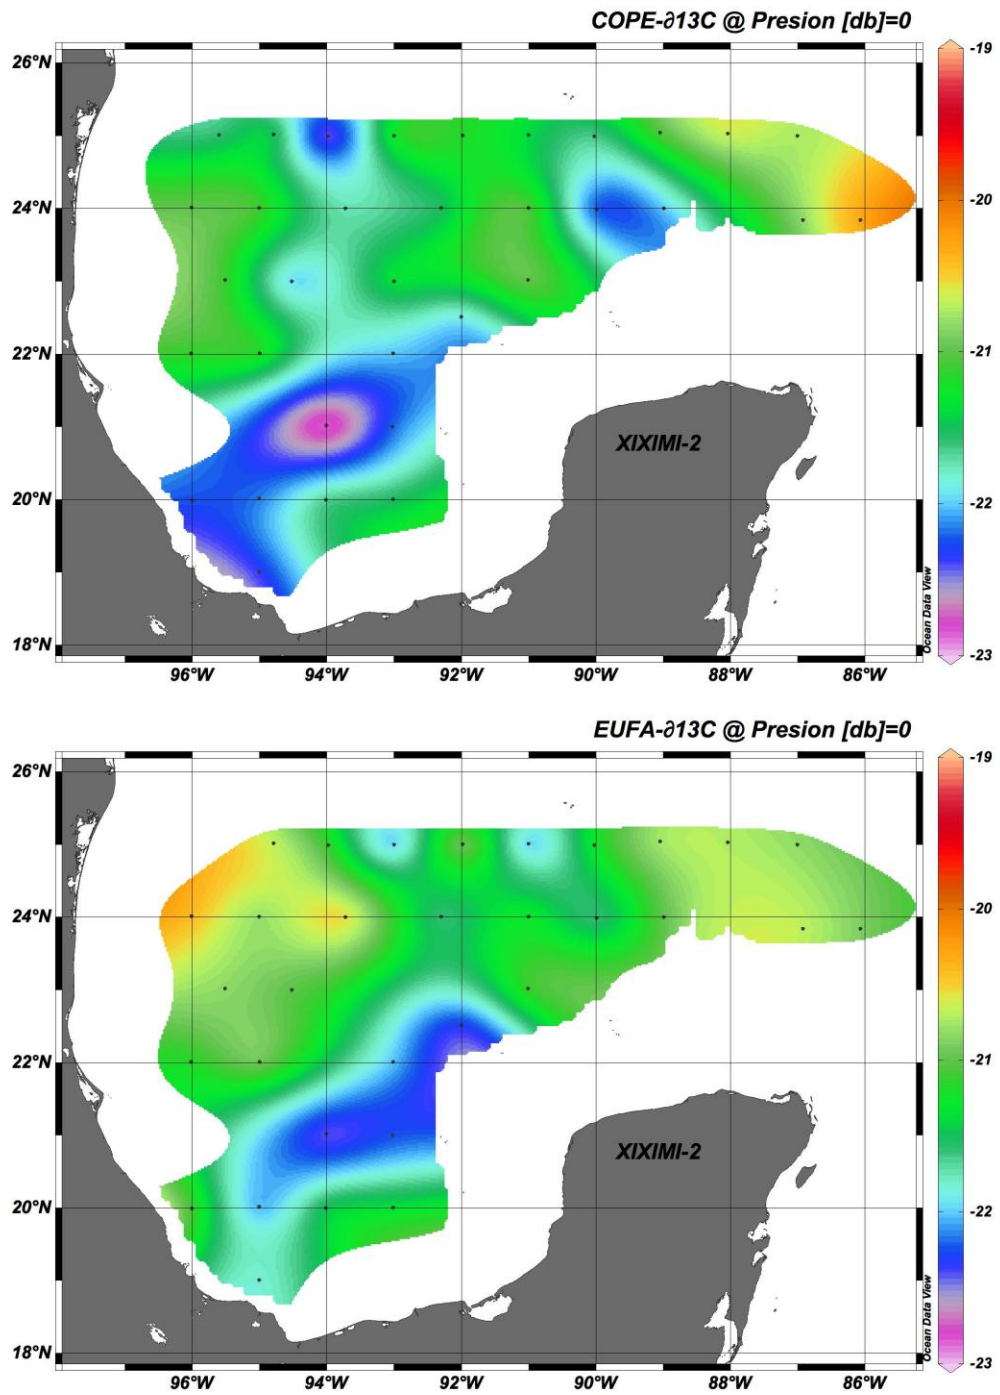 COPE-∂13C @ Presion [db]=0
26°N
24°N
22°N
20°N
18°N
96°W
94°W
92°W
90°W
88°W
86°W
XIXIMI-2
Ocean Data View
-19
-20
-21
-22
-23
EUFA-∂13C @ Presion [db]=0
26°N
24°N
22°N
20°N
18°N
96°W
94°W
92°W
90°W
88°W
86°W
XIXIMI-2
Ocean Data View
-19
-20
-21
-22
-23